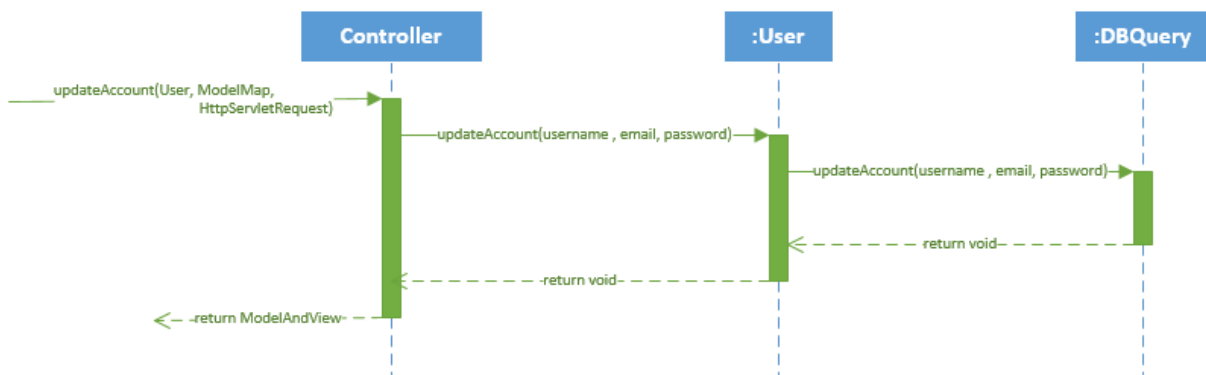 Controller
:User
:DBQuery
updateAccount(User, ModelMap,
HttpServletRequest)
updateAccount(username , email, password)
updateAccount(username , email, password)
return void
return void
return ModelAndView